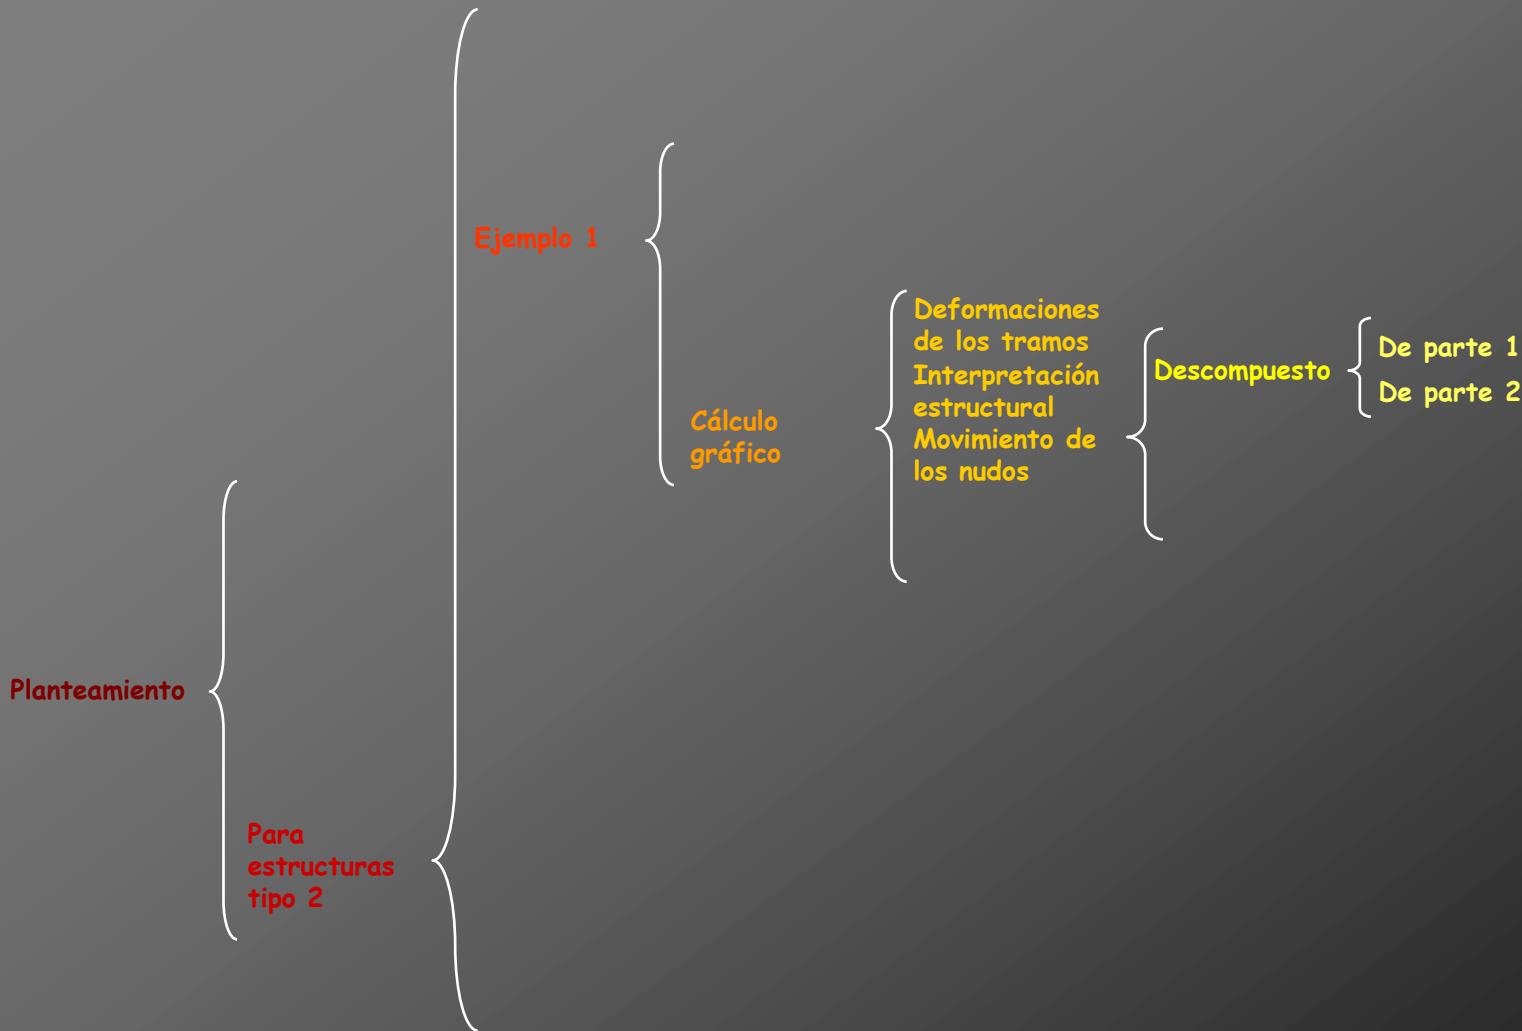 Planteamiento
Para
estructuras
tipo 2
Ejemplo 1
Cálculo
gráfico
Deformaciones
de los tramos
Interpretación
estructural
Movimiento de
los nudos
Descompuesto
De parte 1
De parte 2